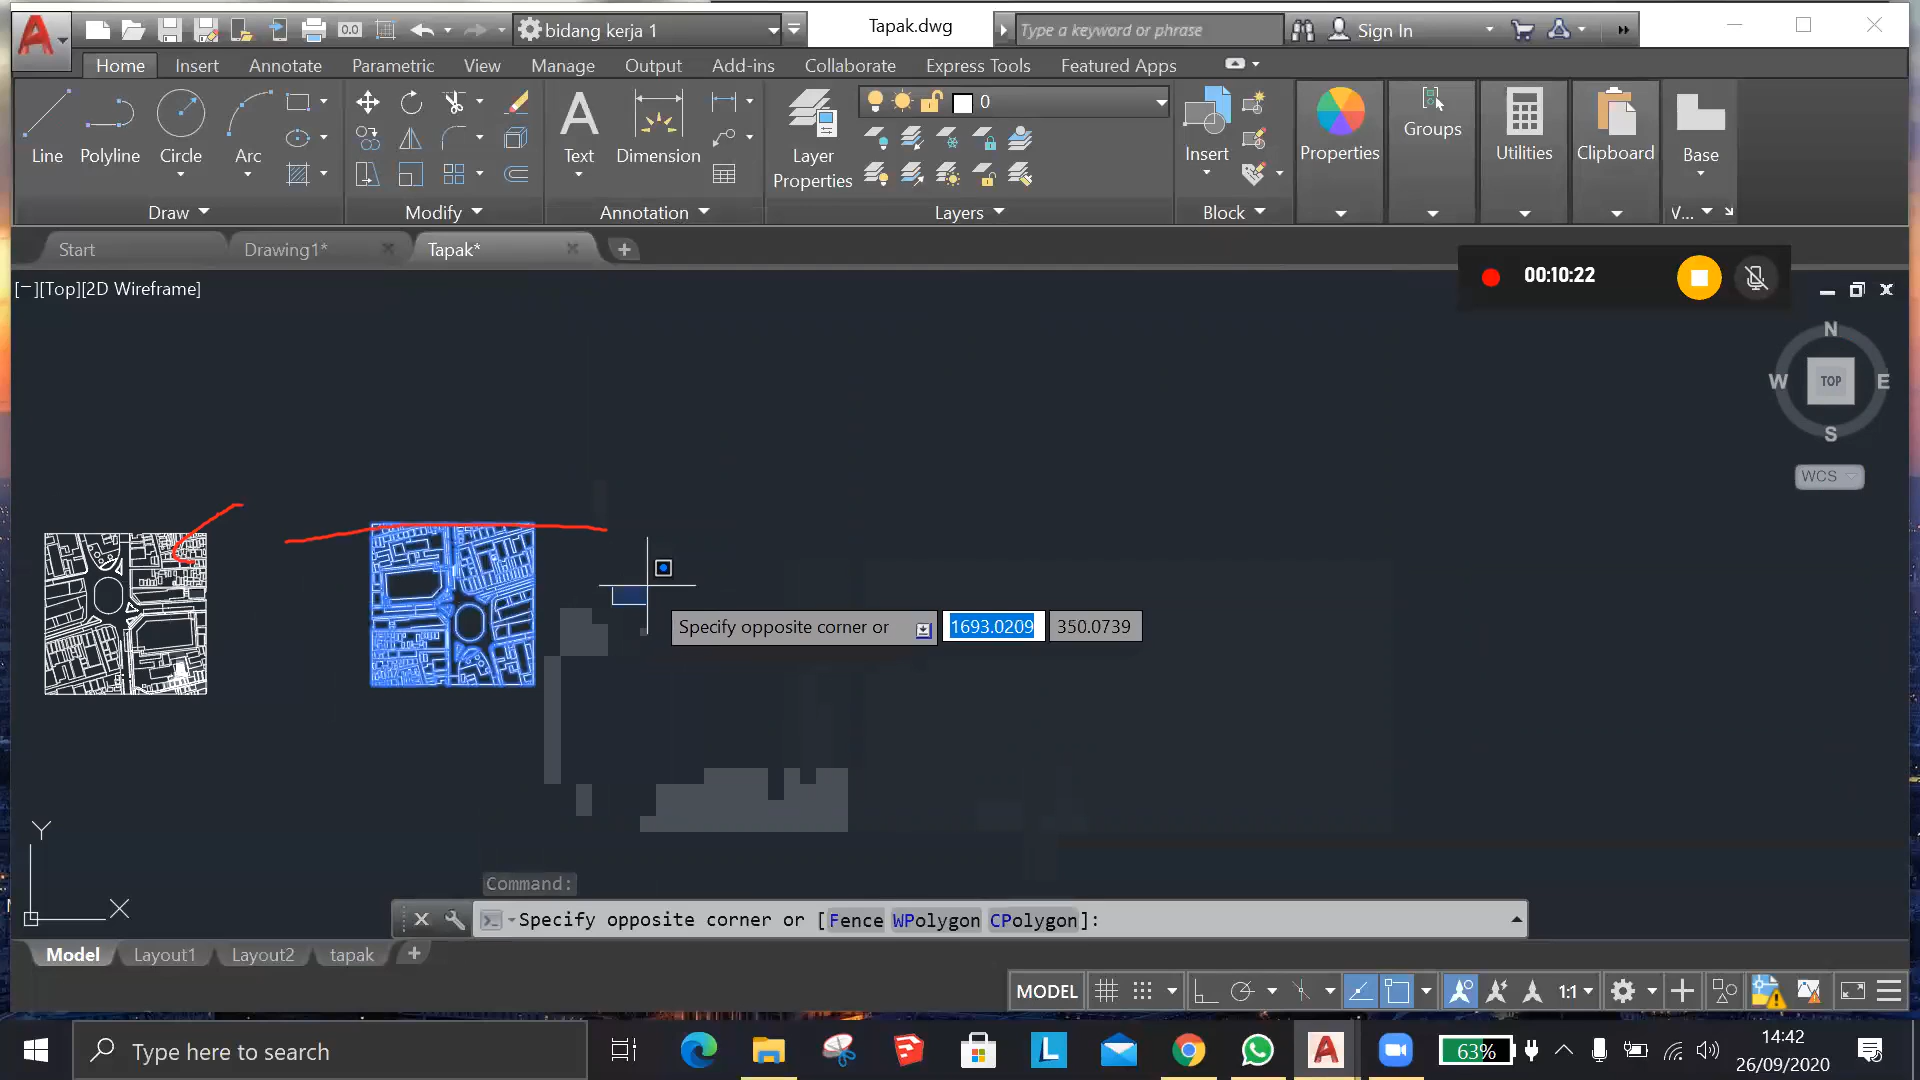 0.0
bidang kerja 1
Tapak.dwg
Type a keyword or phrase
Sign In
Home Insert Annotate Parametric View Manage Output Add-ins Collaborate Express Tools Featured Apps
0
Line Polyline Circle Arc
Text Dimension
Layer
Properties
Insert
Properties
Groups
Utilities
Clipboard
Base
Draw Modify Annotation Layers Block V...
Start Drawing1* Tapak*
00:10:22
[−][Top][2D Wireframe]
N
W TOP E
S
WCS
Specify opposite corner or 1693.0209 350.0739
Y
X
Command:
Specify opposite corner or [Fence WPolygon CPolygon]:
Model Layout1 Layout2 tapak
MODEL 1:1
Type here to search
63%
14:42
26/09/2020